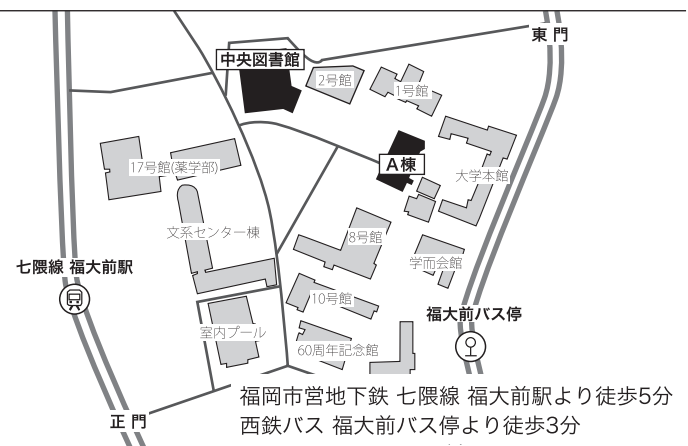 東 門
中央図書館
2号館
1号館
A棟
17号館(薬学部)
大学本館
文系センター棟
8号館
学而会館
七隈線 福大前駅
10号館
福大前バス停
室内プール
60周年記念館
福岡市営地下鉄 七隈線 福大前駅より徒歩5分
正 門
西鉄バス 福大前バス停より徒歩3分